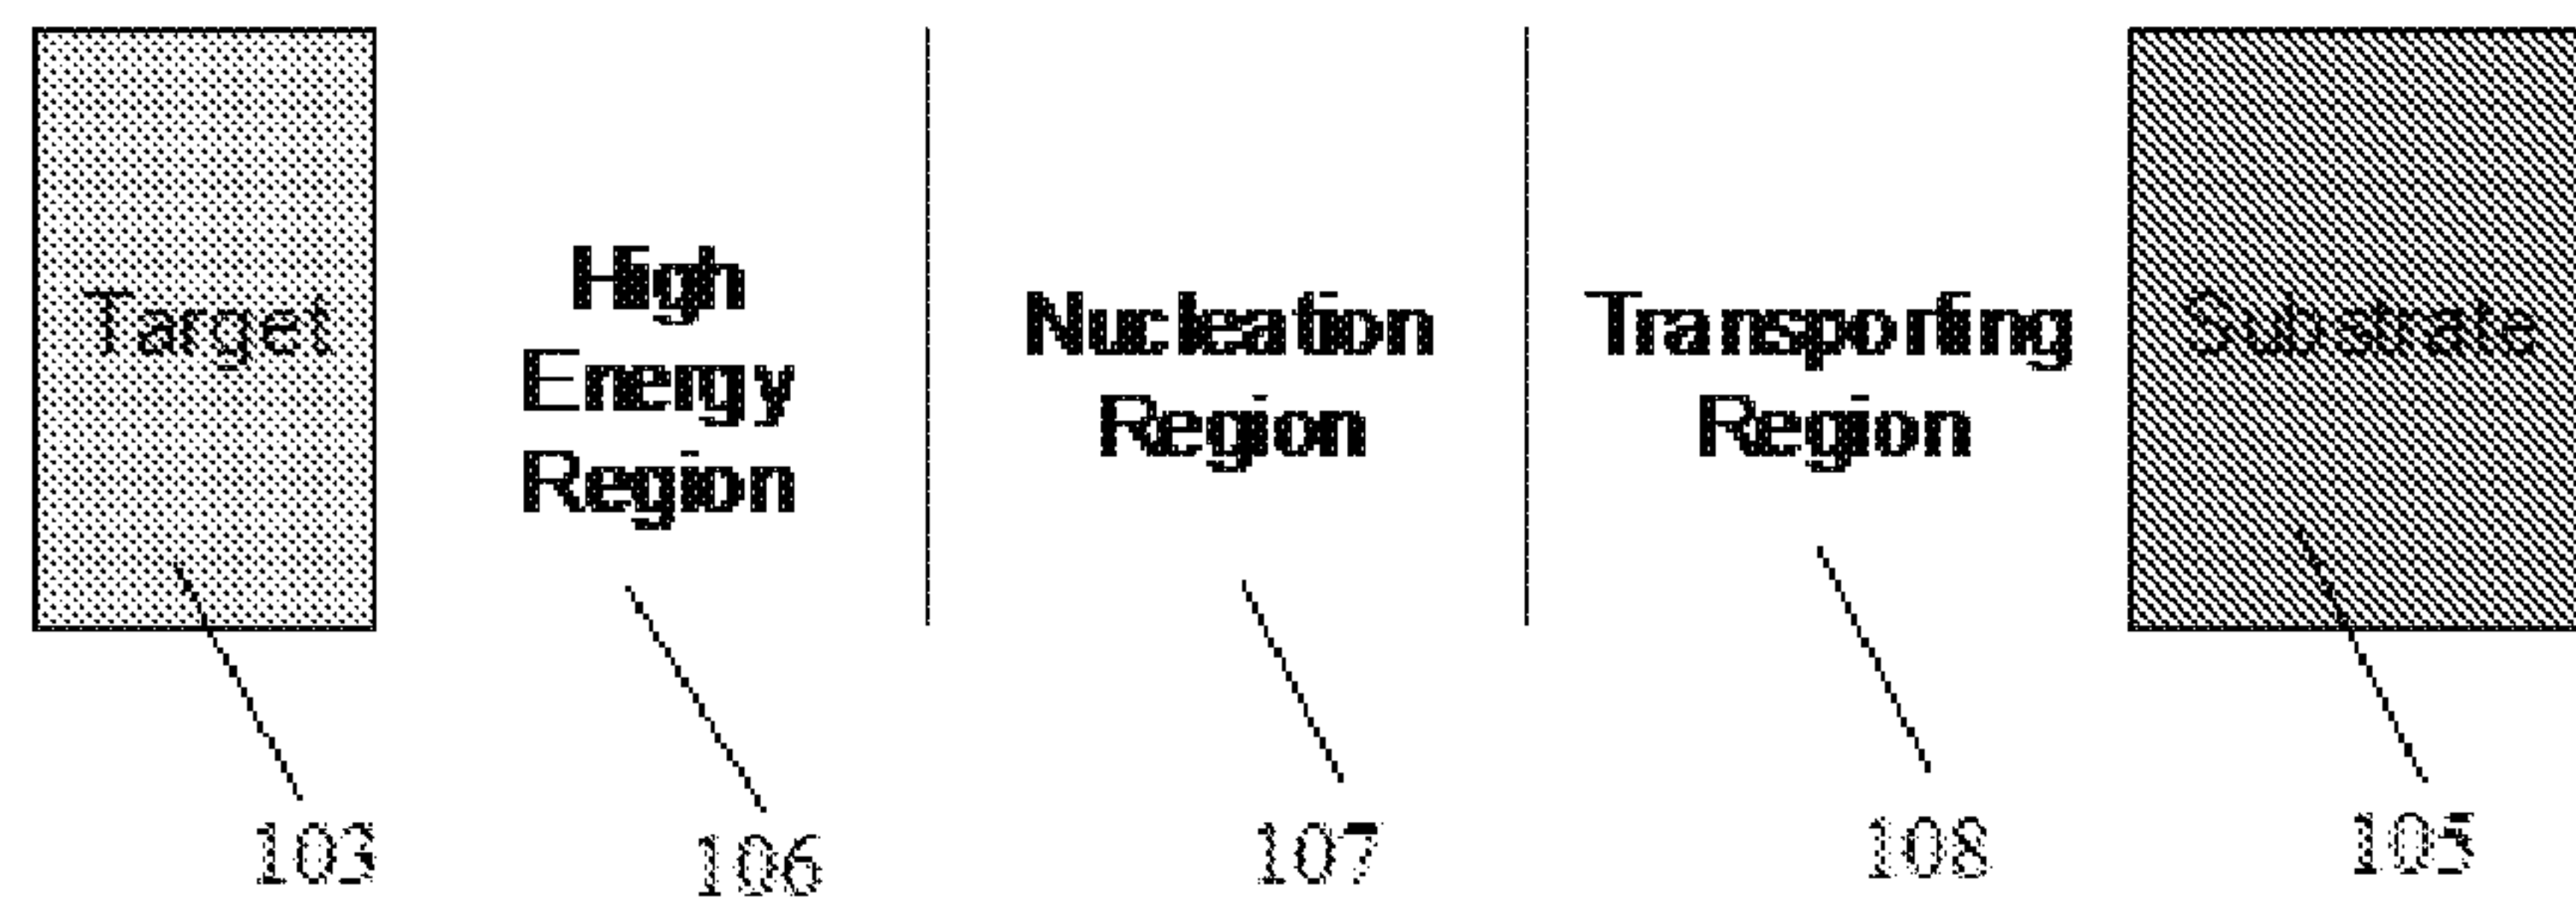 Target
High
Energy
Region
Nucleation
Region
Transporting
Region
Substrate
103
106
107
108
105